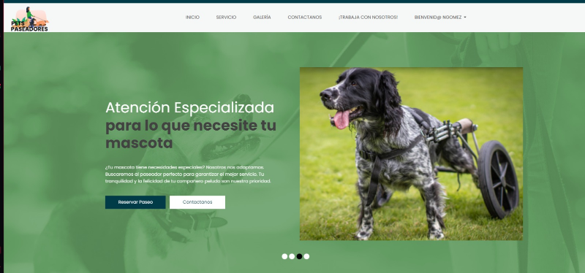 PASEADORES
INICIO
SERVICIO
GALERÍA
CONTACTANOS
¡TRABAJA CON NOSOTROS!
BIENVENID@ INGOMEZ
Atención Especializada
para lo que necesite tu
mascota
¿Tu mascota tiene necesidades especiales? Nosotros nos adaptamos.
Buscaremos al paseador perfecto para garantizar el mejor servicio. Tu
tranquilidad y la felicidad de tu compañero peludo son nuestra prioridad.
Reservar Paseo
Contactanos